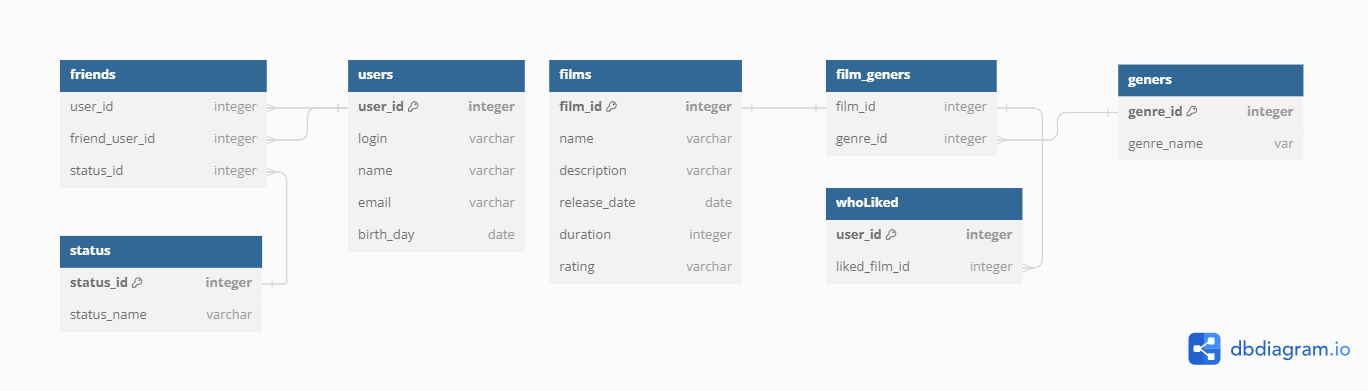 friends
user_id integer
friend_user_id integer
status_id integer
status
status_id integer
status_name varchar
users
user_id integer
login varchar
name varchar
email varchar
birth_day date
films
film_id integer
name varchar
description varchar
release_date date
duration integer
rating varchar
film_geners
film_id integer
genre_id integer
whoLiked
user_id integer
liked_film_id integer
geners
genre_id integer
genre_name var
dbdiagram.io